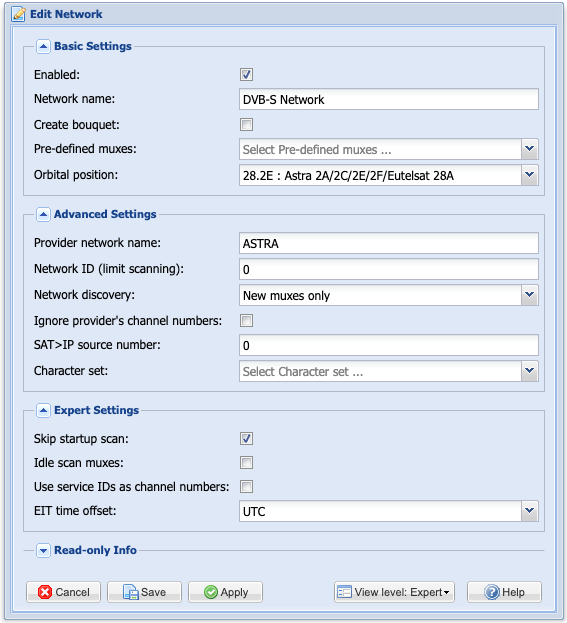 Edit Network
Basic Settings
Enabled:
Network name: DVB-S Network
Create bouquet:
Pre-defined muxes: Select Pre-defined muxes ...
Orbital position: 28.2E : Astra 2A/2C/2E/2F/Eutelsat 28A
Advanced Settings
Provider network name: ASTRA
Network ID (limit scanning): 0
Network discovery: New muxes only
Ignore provider's channel numbers:
SAT>IP source number: 0
Character set: Select Character set ...
Expert Settings
Skip startup scan:
Idle scan muxes:
Use service IDs as channel numbers:
EIT time offset: UTC
Read-only Info
Cancel Save Apply View level: Expert Help